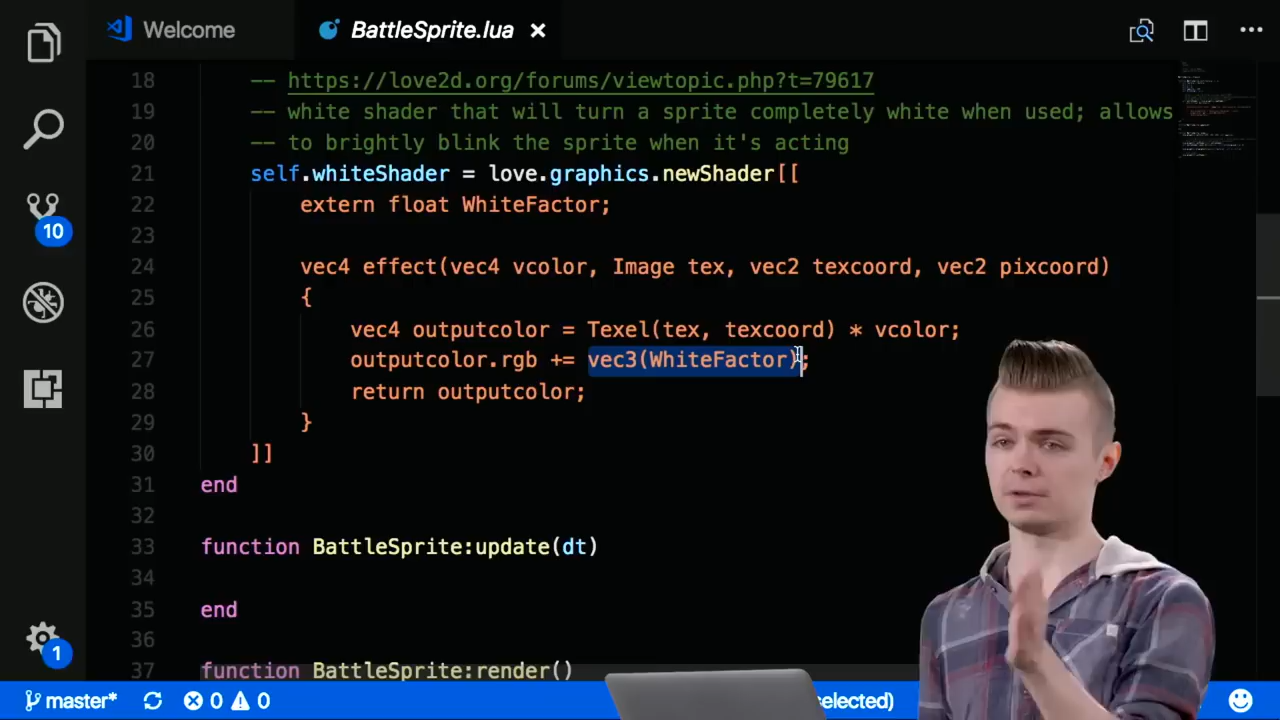 Welcome
BattleSprite.lua
18 -- https://love2d.org/forums/viewtopic.php?t=79617
19 -- white shader that will turn a sprite completely white when used; allows
20 -- to brightly blink the sprite when it's acting
21 self.whiteShader = love.graphics.newShader[[
22 extern float WhiteFactor;
23
24 vec4 effect(vec4 vcolor, Image tex, vec2 texcoord, vec2 pixcoord)
25 {
26 vec4 outputcolor = Texel(tex, texcoord) * vcolor;
27 outputcolor.rgb += vec3(WhiteFactor);
28 return outputcolor;
29 }
30 ]]
31 end
32
33 function BattleSprite:update(dt)
34
35 end
36
37 function BattleSprite:render()
10
1
master* 0 0 selected)